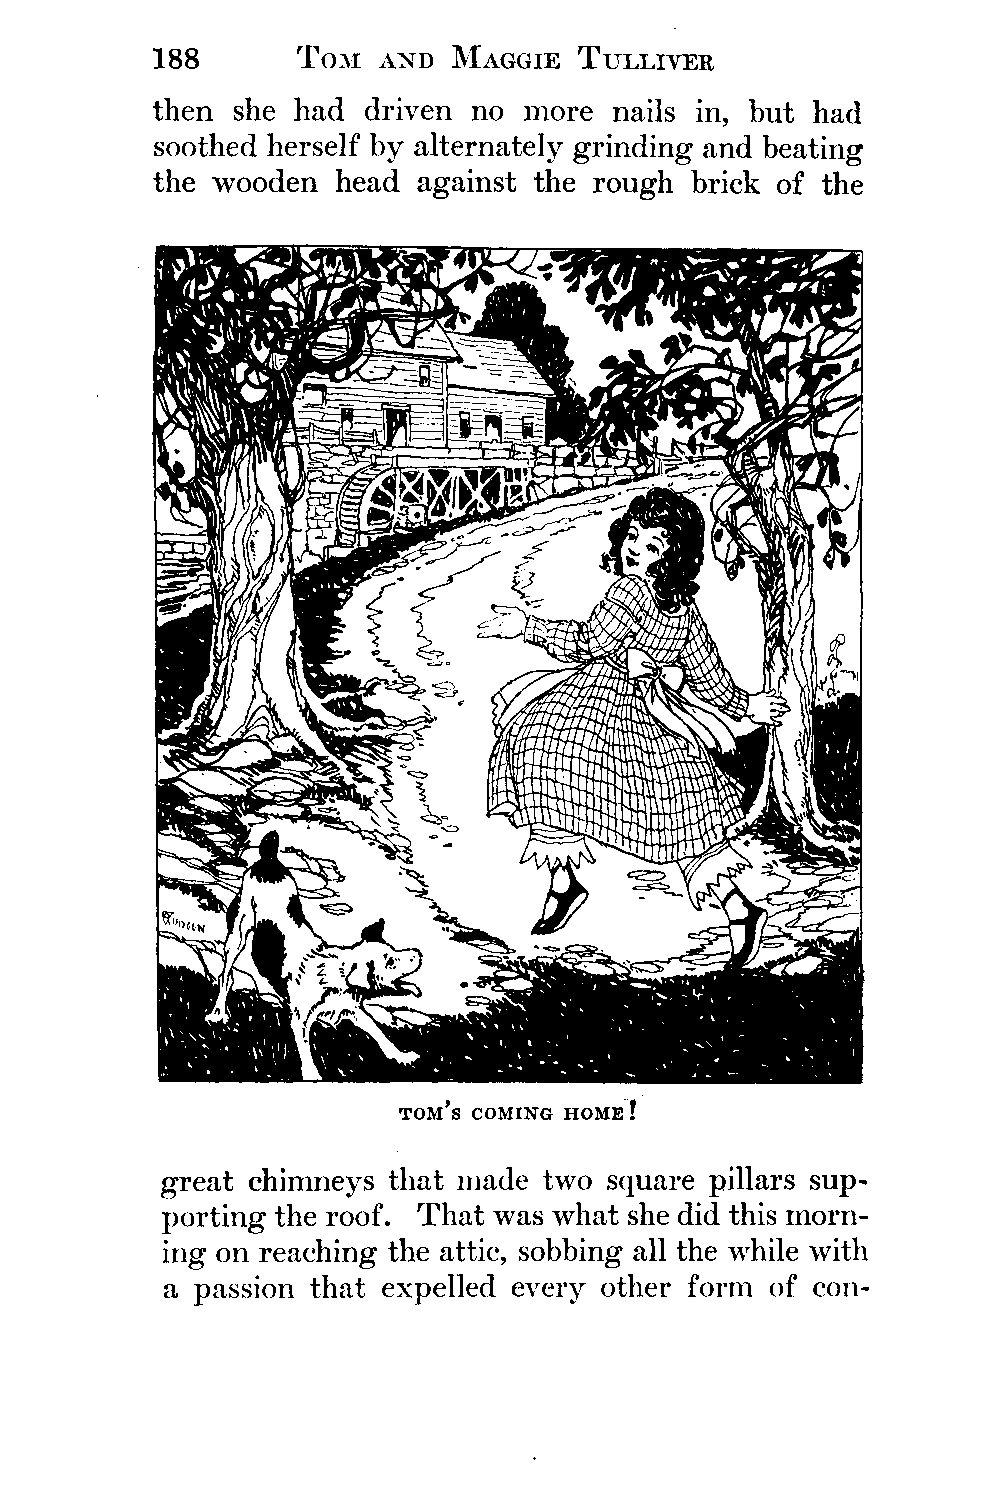 188 TOM AND MAGGIE TULLIVER
then she had driven no more nails in, but had
soothed herself by alternately grinding and beating
the wooden head against the rough brick of the
TOM'S COMING HOME!
great chimneys that made two square pillars sup-
porting the roof. That was what she did this morn-
ing on reaching the attic, sobbing all the while with
a passion that expelled every other form of con-